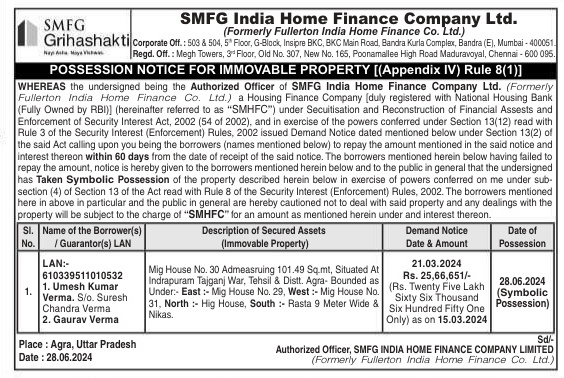 SMFG
Grihashakti
Nayi Asha. Naya Vishwas.
SMFG India Home Finance Company Ltd.
(Formerly Fullerton India Home Finance Co. Ltd.)
Corporate Off. : 503 & 504, 5th Floor, G-Block, Insipre BKC, BKC Main Road, Bandra Kurla Complex, Bandra (E), Mumbai - 400051.
Regd. Off. : Megh Towers, 3rd Floor, Old No. 307, New No. 165, Poonamallee High Road Maduravoyal, Chennai - 600 095.
POSSESSION NOTICE FOR IMMOVABLE PROPERTY [(Appendix IV) Rule 8(1)]
WHEREAS the undersigned being the Authorized Officer of SMFG India Home Finance Company Ltd. (Formerly
Fullerton India Home Finance Co. Ltd.) a Housing Finance Company [duly registered with National Housing Bank
(Fully Owned by RBI)] (hereinafter referred to as "SMHFC") under Secuitisation and Reconstruction of Financial Assests and
Enforcement of Security Interest Act, 2002 (54 of 2002), and in exercise of the powers conferred under Section 13(12) read with
Rule 3 of the Security Interest (Enforcement) Rules, 2002 issued Demand Notice dated mentioned below under Section 13(2) of
the said Act calling upon you being the borrowers (names mentioned below) to repay the amount mentioned in the said notice and
interest thereon within 60 days from the date of receipt of the said notice. The borrowers mentioned herein below having failed to
repay the amount, notice is hereby given to the borrowers mentioned herein below and to the public in general that the undersigned
has Taken Symbolic Possession of the property described herein below in exercise of powers conferred on me under sub-
section (4) of Section 13 of the Act read with Rule 8 of the Security Interest (Enforcement) Rules, 2002. The borrowers mentioned
here in above in particular and the public in general are hereby cautioned not to deal with said property and any dealings with the
property will be subject to the charge of "SMHFC" for an amount as mentioned herein under and interest thereon.
Sl. No.
Name of the Borrower(s) / Guarantor(s) LAN
Description of Secured Assets (Immovable Property)
Demand Notice Date & Amount
Date of Possession
1.
LAN:-
610339511010532
1. Umesh Kumar
Verma. S/o. Suresh
Chandra Verma
2. Gaurav Verma
Mig House No. 30 Admeasruing 101.49 Sq.mt, Situated At
Indrapuram Tajganj War, Tehsil & Distt. Agra- Bounded as
Under:- East :- Mig House No. 29, West :- Mig House No.
31, North :- Hig House, South :- Rasta 9 Meter Wide &
Nikas.
21.03.2024
Rs. 25,66,651/-
(Rs. Twenty Five Lakh
Sixty Six Thousand
Six Hundred Fifty One
Only) as on 15.03.2024
28.06.2024
(Symbolic
Possession)
Place : Agra, Uttar Pradesh
Date : 28.06.2024
Sd/-
Authorized Officer, SMFG INDIA HOME FINANCE COMPANY LIMITED
(Formerly Fullerton India Home Finance Co. Ltd.)